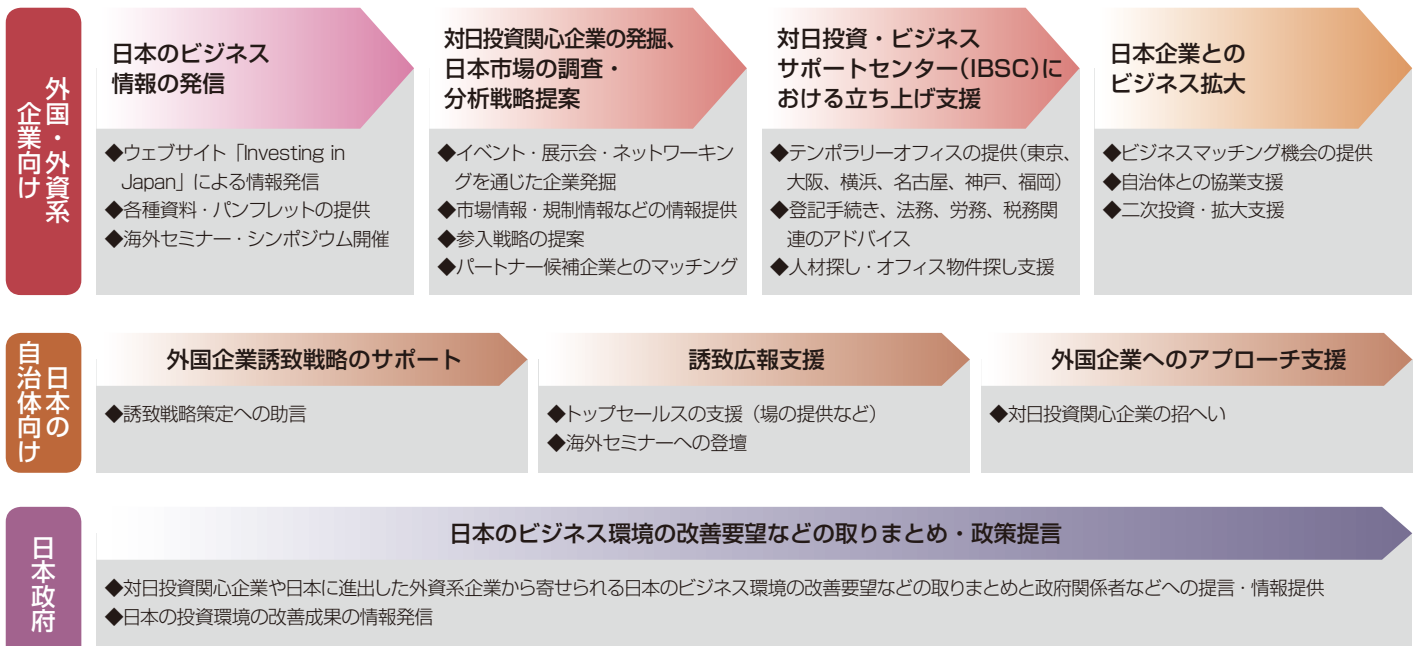 外国・外資系
企業向け
日本のビジネス
情報の発信
◆ウェブサイト「Investing in
Japan」による情報発信
◆各種資料・パンフレットの提供
◆海外セミナー・シンポジウム開催
対日投資関心企業の発掘、
日本市場の調査・
分析戦略提案
◆イベント・展示会・ネットワーキン
グを通じた企業発掘
◆市場情報・規制情報などの情報提供
◆参入戦略の提案
◆パートナー候補企業とのマッチング
対日投資・ビジネス
サポートセンター(IBSC)に
おける立ち上げ支援
◆テンポラリーオフィスの提供(東京、
大阪、横浜、名古屋、神戸、福岡)
◆登記手続き、法務、労務、税務関
連のアドバイス
◆人材探し・オフィス物件探し支援
日本企業との
ビジネス拡大
◆ビジネスマッチング機会の提供
◆自治体との協業支援
◆二次投資・拡大支援
日本の
自治体向け
外国企業誘致戦略のサポート
◆誘致戦略策定への助言
誘致広報支援
◆トップセールスの支援（場の提供など）
◆海外セミナーへの登壇
外国企業へのアプローチ支援
◆対日投資関心企業の招へい
日本政府
日本のビジネス環境の改善要望などの取りまとめ・政策提言
◆対日投資関心企業や日本に進出した外資系企業から寄せられる日本のビジネス環境の改善要望などの取りまとめと政府関係者などへの提言・情報提供
◆日本の投資環境の改善成果の情報発信